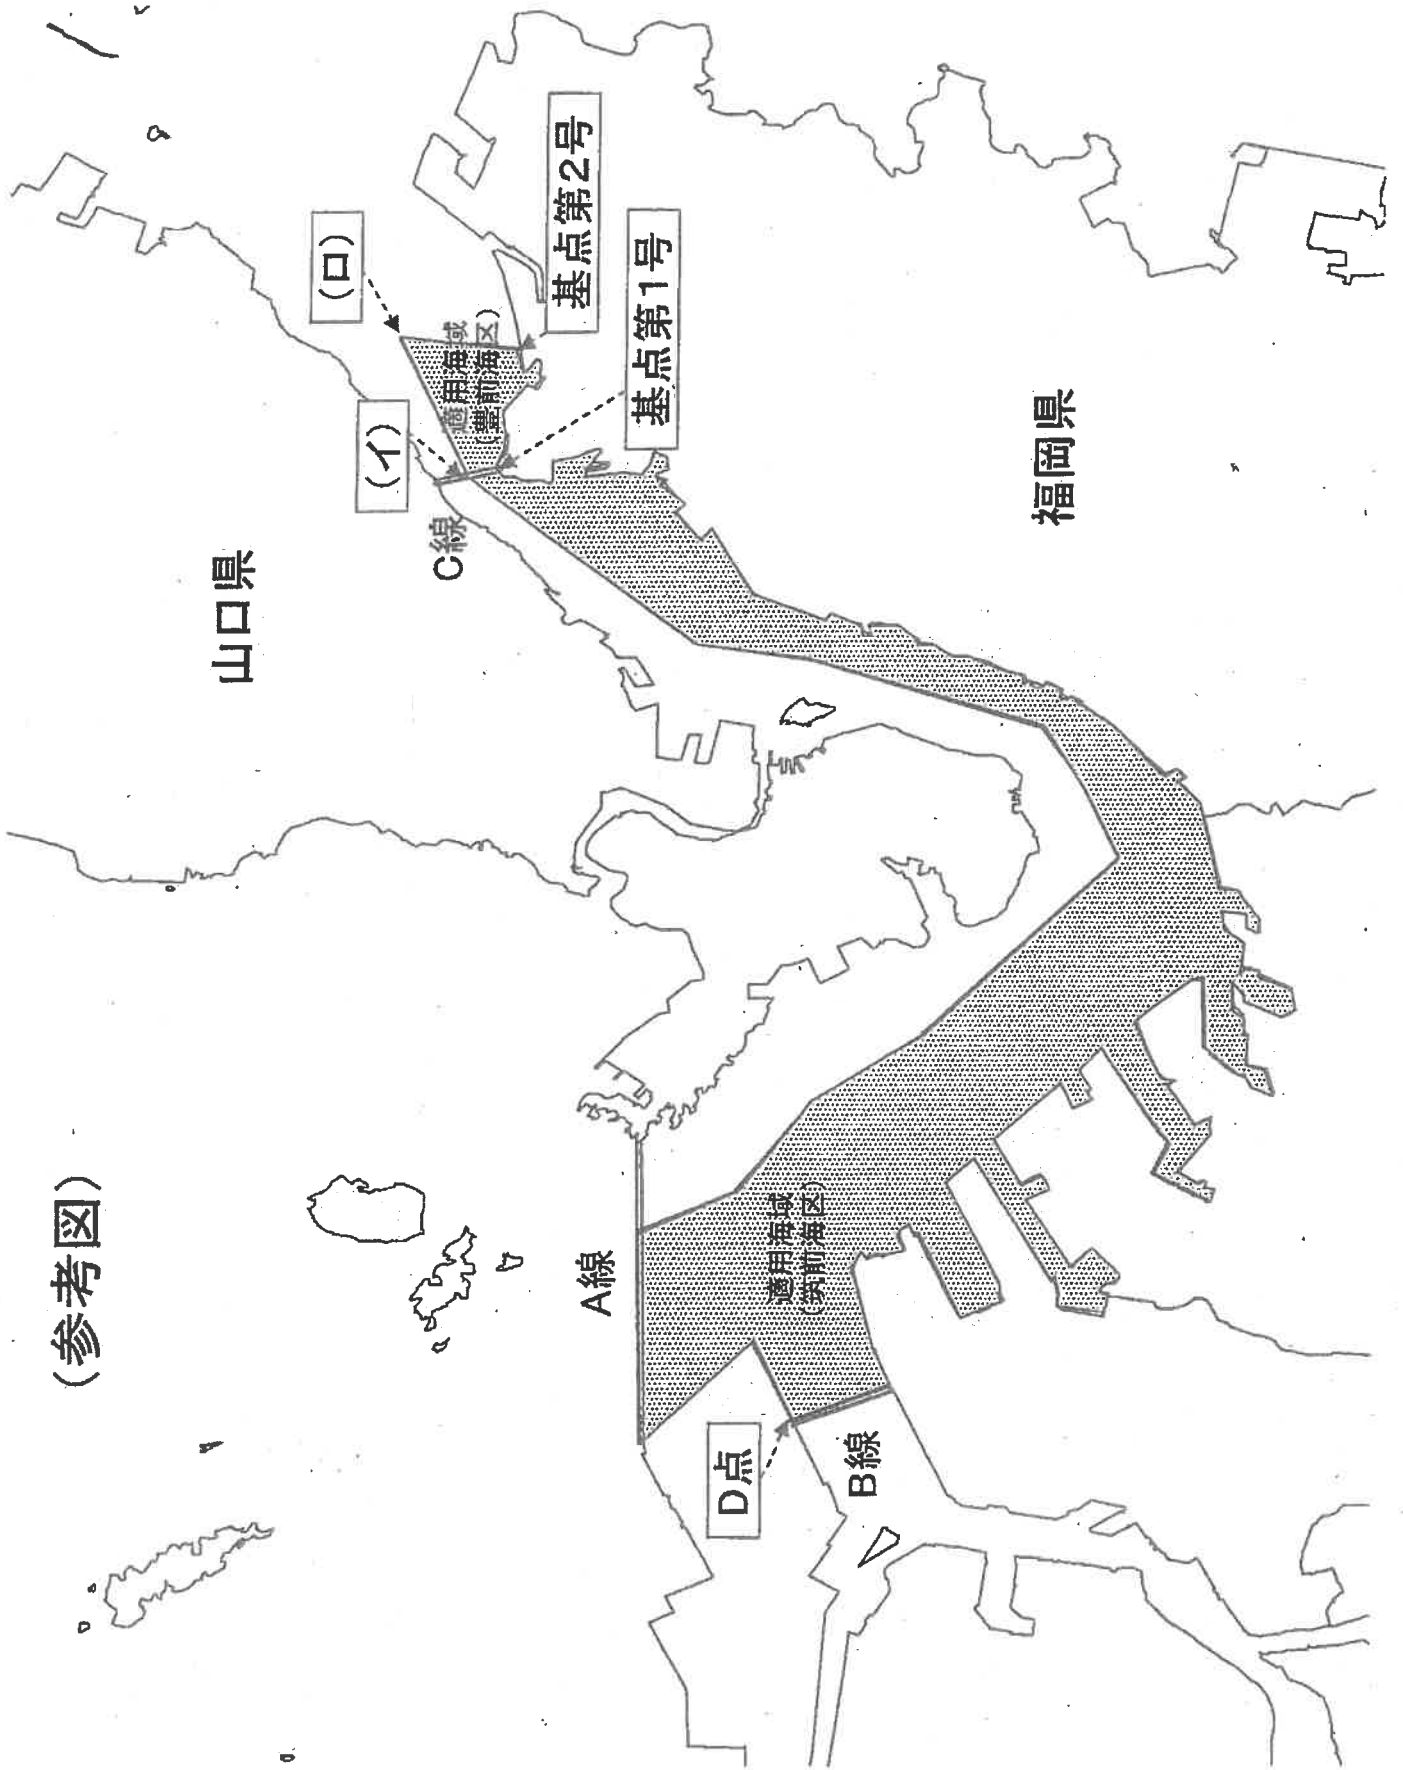 (参考図)
山口県
(ロ)
(イ)
C線
適用海域
(豊前海区)
基点第2号
基点第1号
A線
適用海域
(筑前海区)
D点
B線
福岡県